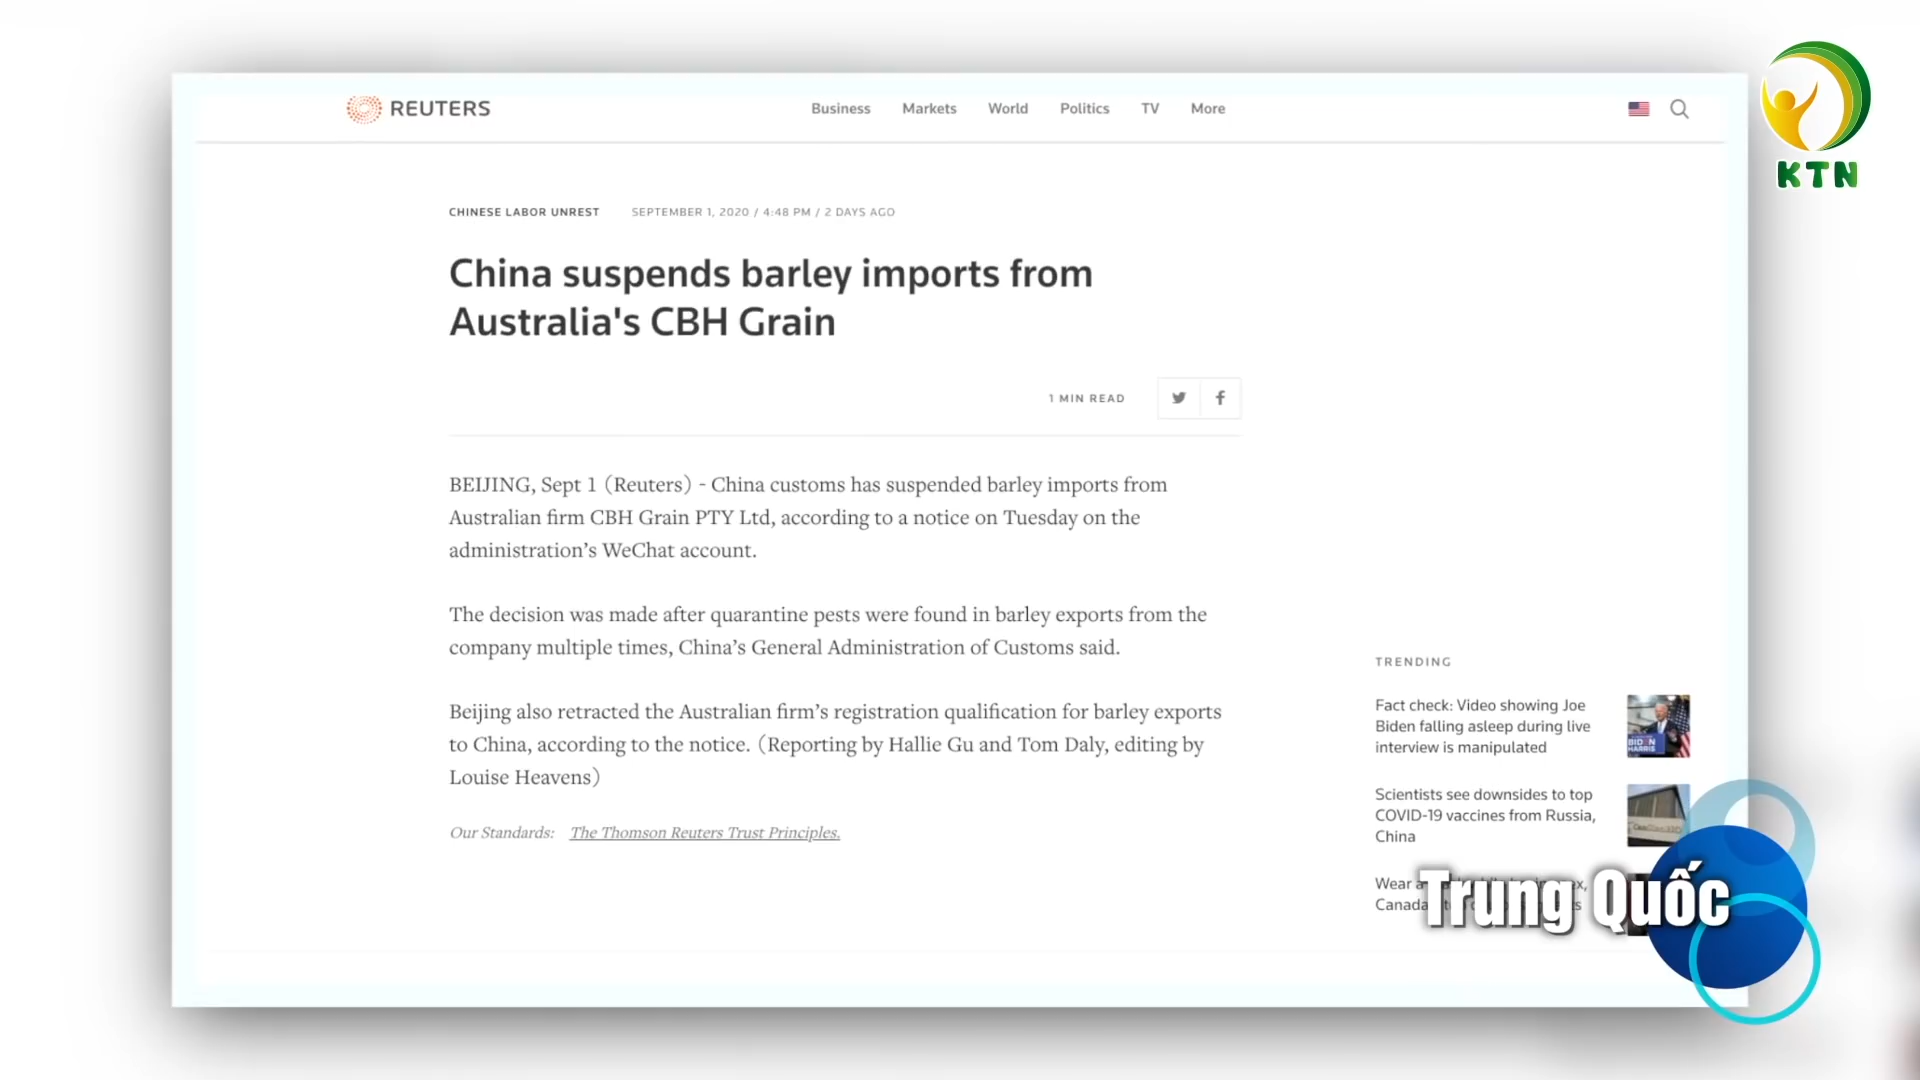 KTN
REUTERS
Business Markets World Politics TV More
CHINESE LABOR UNREST SEPTEMBER 1, 2020 / 4:48 PM / 2 DAYS AGO
China suspends barley imports from
Australia's CBH Grain
1 MIN READ
BEIJING, Sept 1 (Reuters) - China customs has suspended barley imports from
Australian firm CBH Grain PTY Ltd, according to a notice on Tuesday on the
administration’s WeChat account.
The decision was made after quarantine pests were found in barley exports from the
company multiple times, China’s General Administration of Customs said.
Beijing also retracted the Australian firm’s registration qualification for barley exports
to China, according to the notice. (Reporting by Hallie Gu and Tom Daly, editing by
Louise Heavens)
Our Standards: The Thomson Reuters Trust Principles.
TRENDING
Fact check: Video showing Joe
Biden falling asleep during live
interview is manipulated
BIDEN
HARRIS
Scientists see downsides to top
COVID-19 vaccines from Russia,
China
Wear
Canada
Trung Quốc